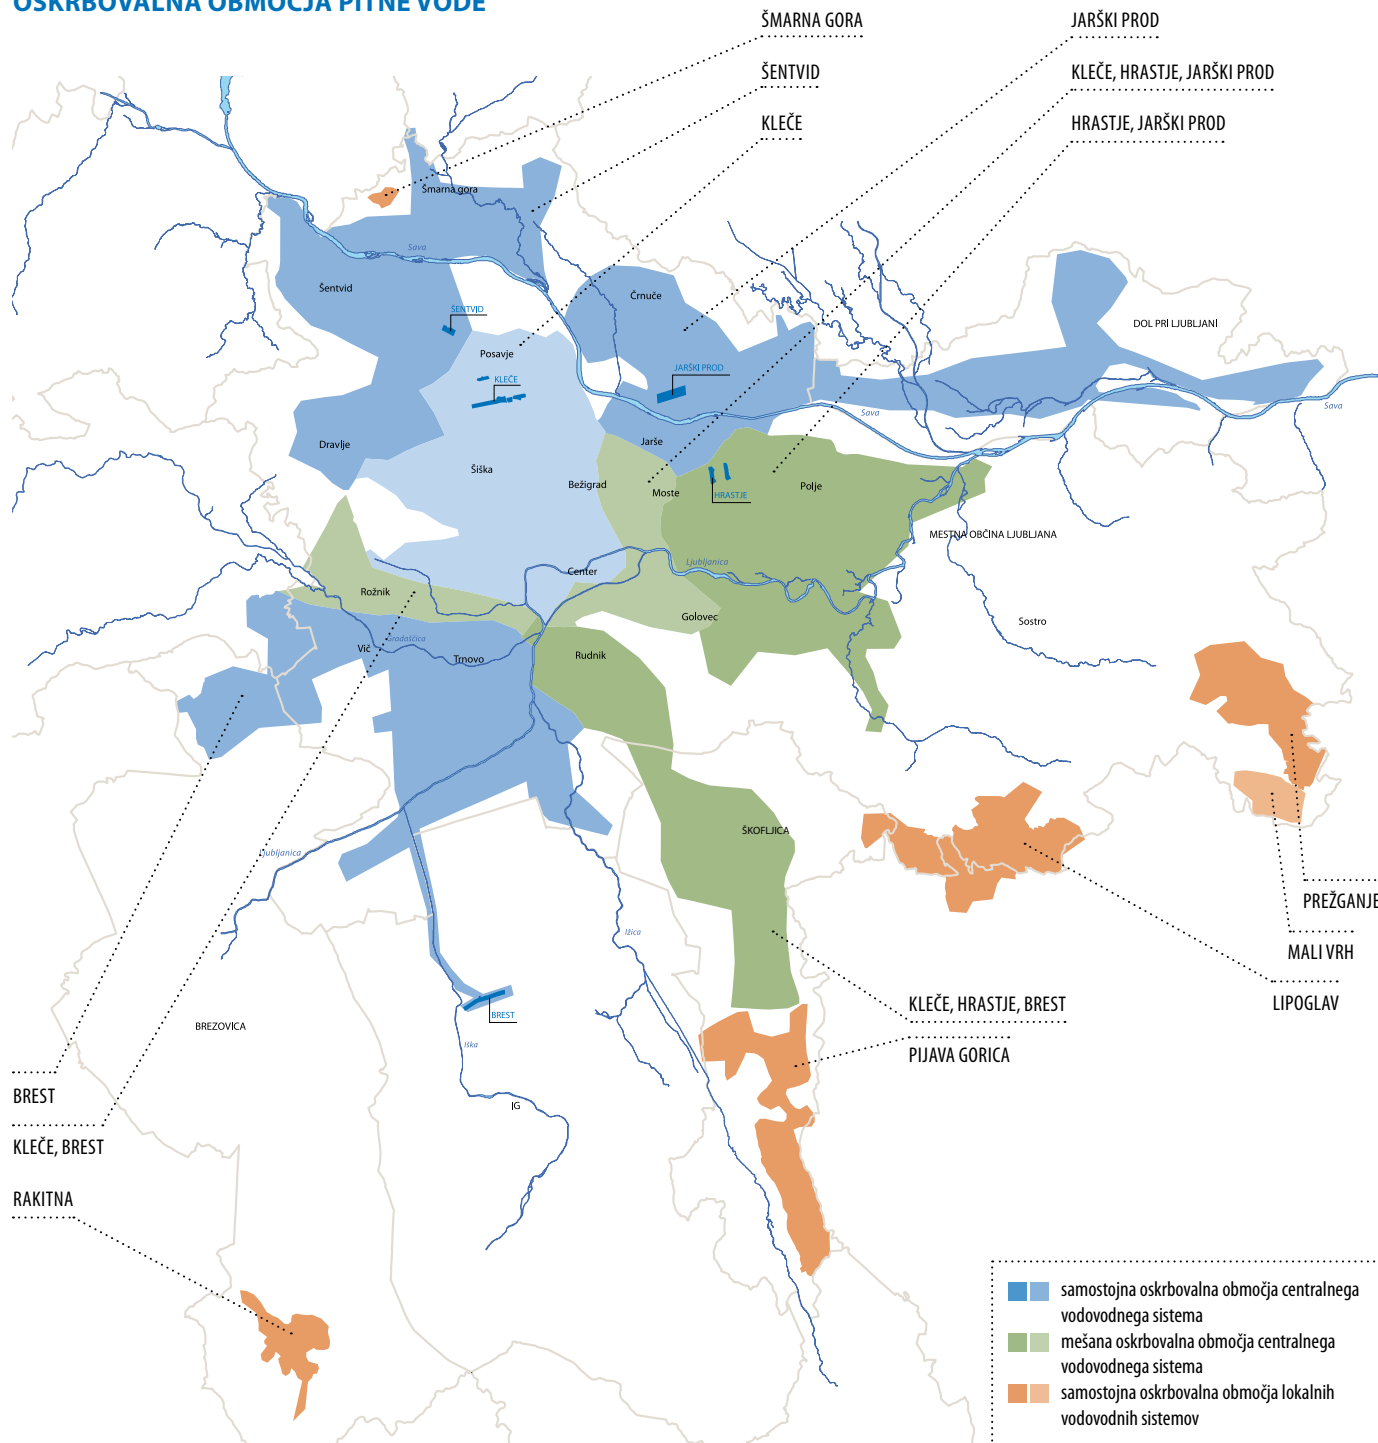 OSKRBOVALNA OBMOČJA PITNE VODE
ŠMARNA GORA
JARŠKI PROD
ŠENTVID
KLEČE, HRASTJE, JARŠKI PROD
KLEČE
HRASTJE, JARŠKI PROD
Šmarna gora
Sava
Šentvid
Črnuče
ŠENTVID
DOL PRI LJUBLJANI
Posavje
KLEČE
JARŠKI PROD
Sava
Sava
Dravlje
Jarše
Šiška
Bežigrad
Moste
HRASTJE
Polje
MESTNA OBČINA LJUBLJANA
Ljubljanica
Center
Rožnik
Golovec
Sostro
Gradaščica
Vič
Trnovo
Rudnik
ŠKOFLJICA
Ljubljanica
PREŽGANJE
Ižica
MALI VRH
LIPOGLAV
KLEČE, HRASTJE, BREST
BREST
BREZOVICA
Iška
PIJAVA GORICA
BREST
IG
KLEČE, BREST
RAKITNA
samostojna oskrbovalna območja centralnega
vodovodnega sistema
mešana oskrbovalna območja centralnega
vodovodnega sistema
samostojna oskrbovalna območja lokalnih
vodovodnih sistemov